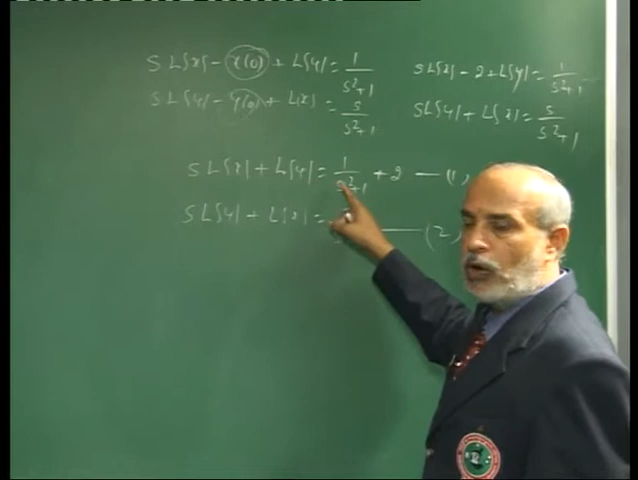 SL{x} - x(0) + L{y} = 1/(s²+1)
SL{y} - y(0) + L{x} = s/(s²+1)
SL{x} - 2 + L{y} = 1/(s²+1)
SL{y} + L{x} = s/(s²+1)
SL{x} + L{y} = 1/(s²+1) + 2 — (1)
SL{y} + L{x} = — (2)